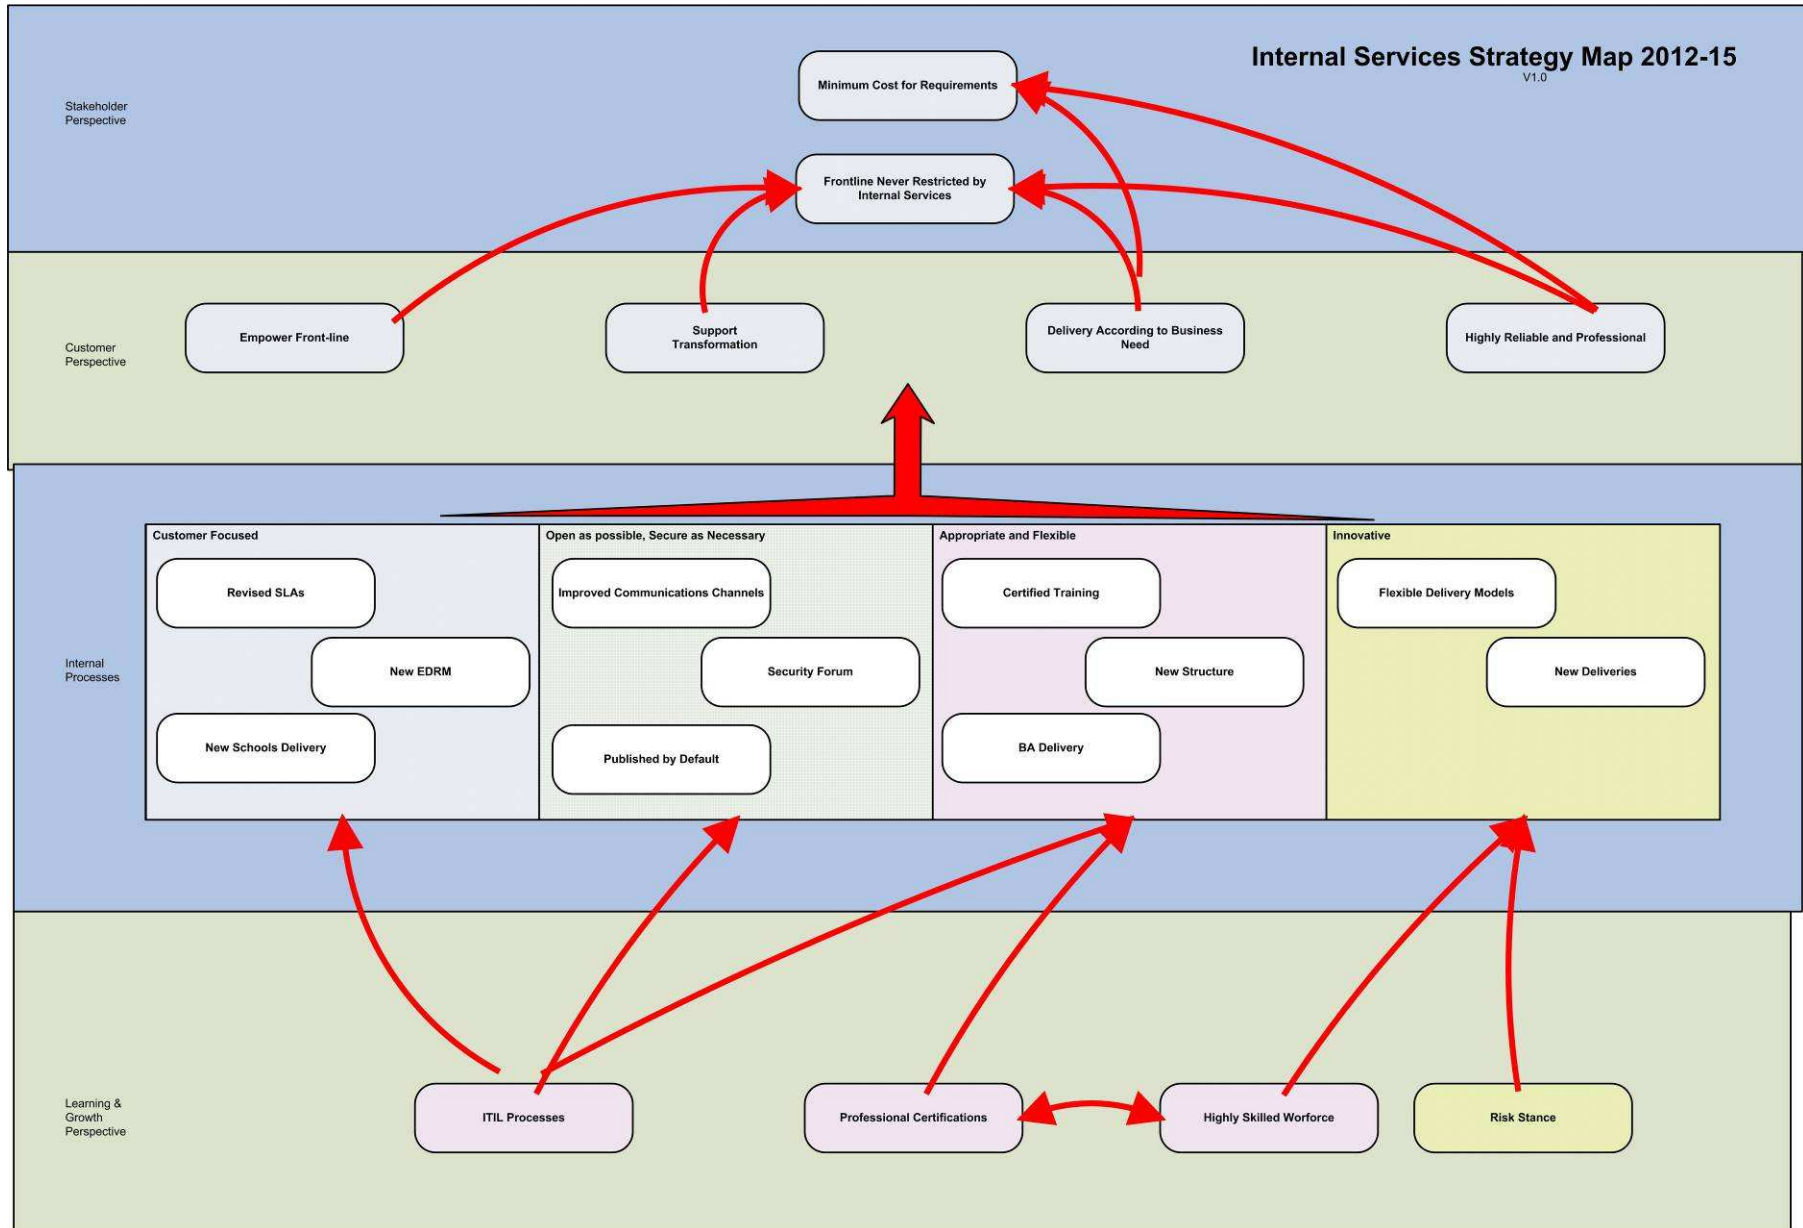 Internal Services Strategy Map 2012-15
V1.0
Stakeholder
Perspective
Minimum Cost for Requirements
Frontline Never Restricted by
Internal Services
Customer
Perspective
Empower Front-line
Support
Transformation
Delivery According to Business
Need
Highly Reliable and Professional
Internal
Processes
Customer Focused
Revised SLAs
New EDRM
New Schools Delivery
Open as possible, Secure as Necessary
Improved Communications Channels
Security Forum
Published by Default
Appropriate and Flexible
Certified Training
New Structure
BA Delivery
Innovative
Flexible Delivery Models
New Deliveries
Learning &
Growth
Perspective
ITIL Processes
Professional Certifications
Highly Skilled Worforce
Risk Stance